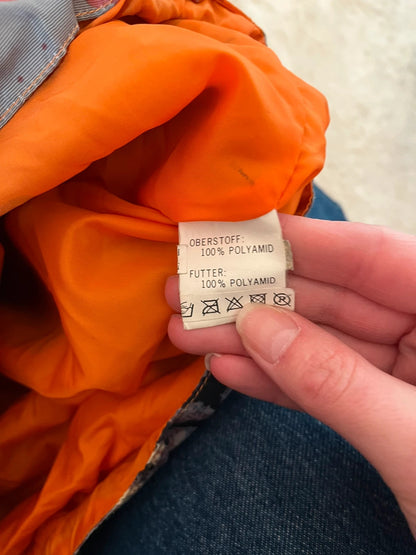 OBERSTOFF:
100% POLYAMID
FUTTER:
100% POLYAMID